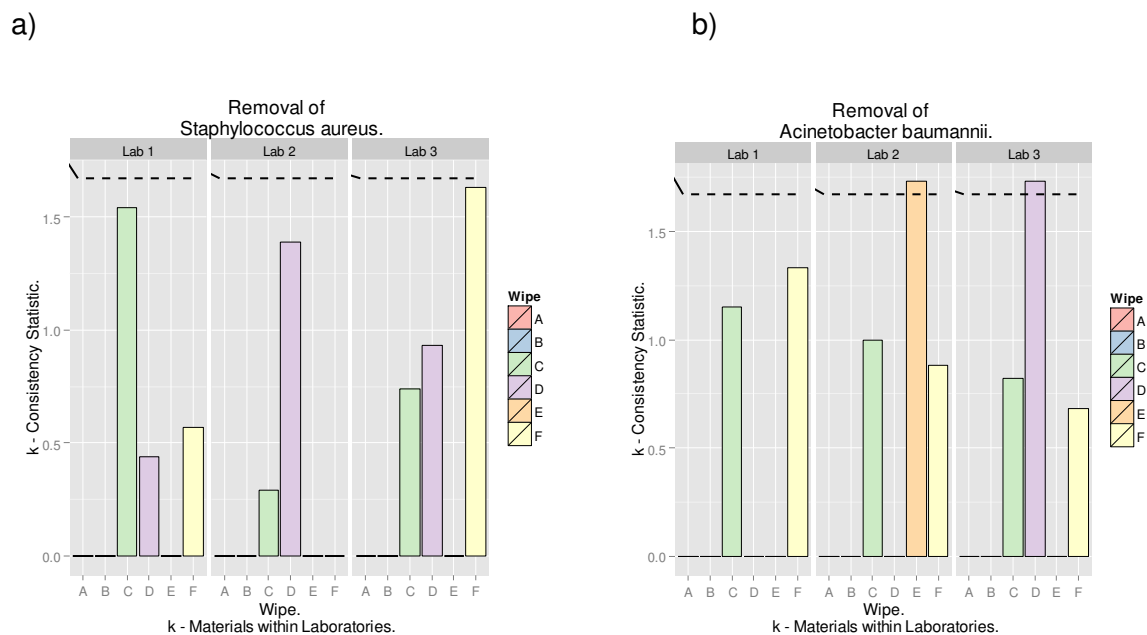 a)
Removal of
Staphylococcus aureus.
Lab 1 Lab 2 Lab 3
k - Consistency Statistic.
1.5
1.0
0.5
0.0
A B C D E F A B C D E F A B C D E F
Wipe.
k - Materials within Laboratories.
Wipe
A
B
C
D
E
F
b)
Removal of
Acinetobacter baumannii.
Lab 1 Lab 2 Lab 3
k - Consistency Statistic.
1.5
1.0
0.5
0.0
A B C D E F A B C D E F A B C D E F
Wipe.
k - Materials within Laboratories.
Wipe
A
B
C
D
E
F